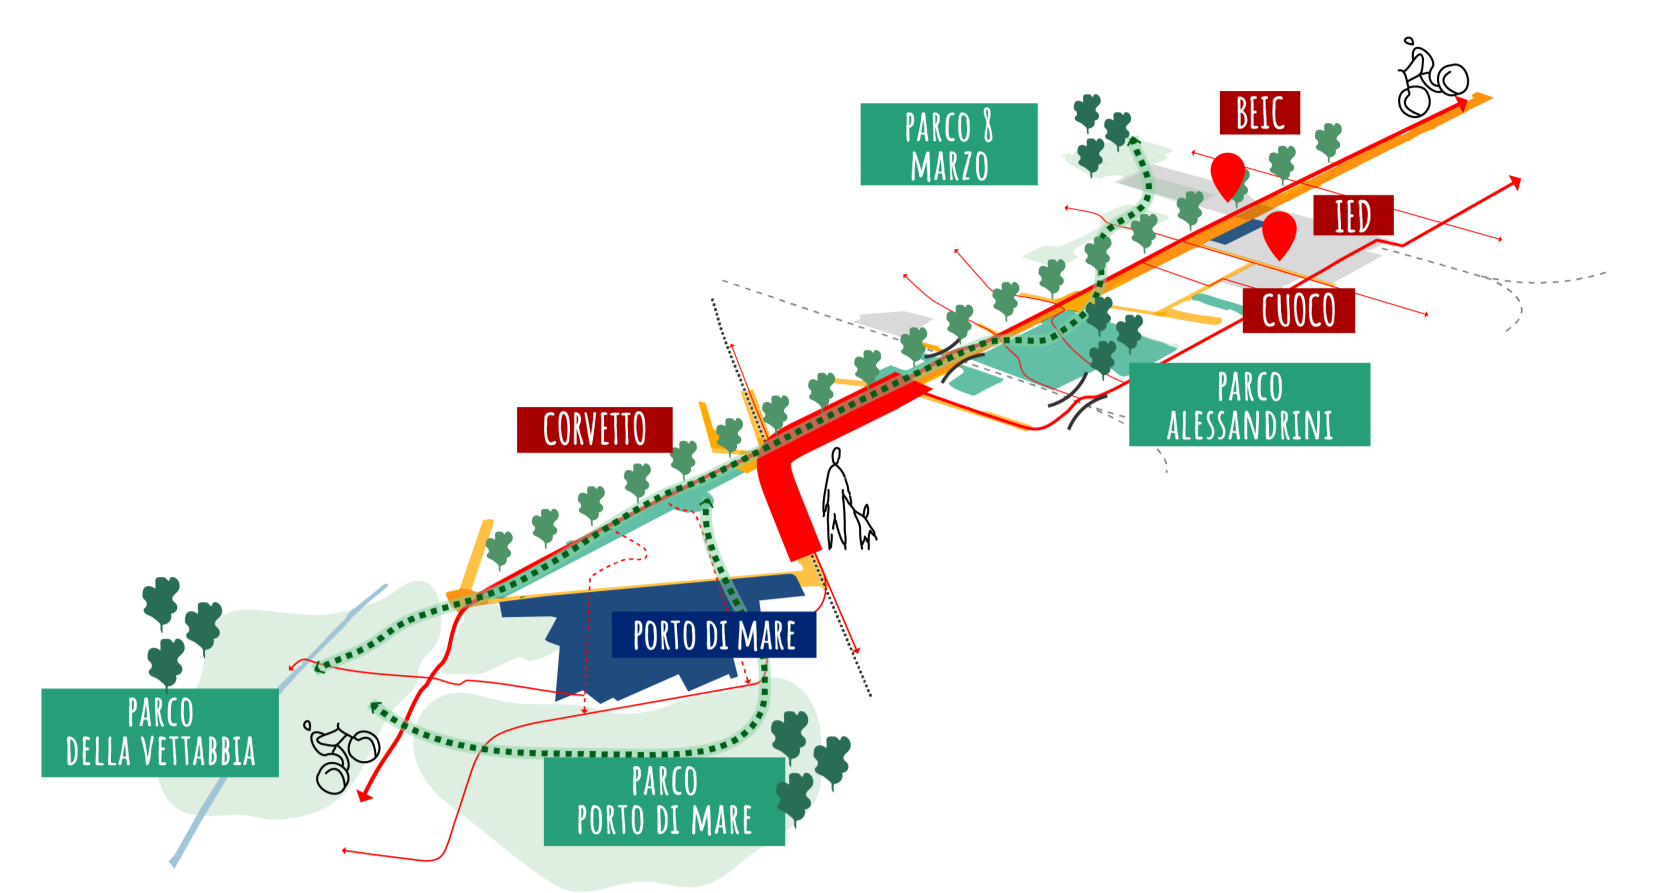 BEIC
PARCO 8
MARZO
IED
CUOCO
PARCO
ALESSANDRINI
CORVETTO
PORTO DI MARE
PARCO
DELLA VETTABBIA
PARCO
PORTO DI MARE